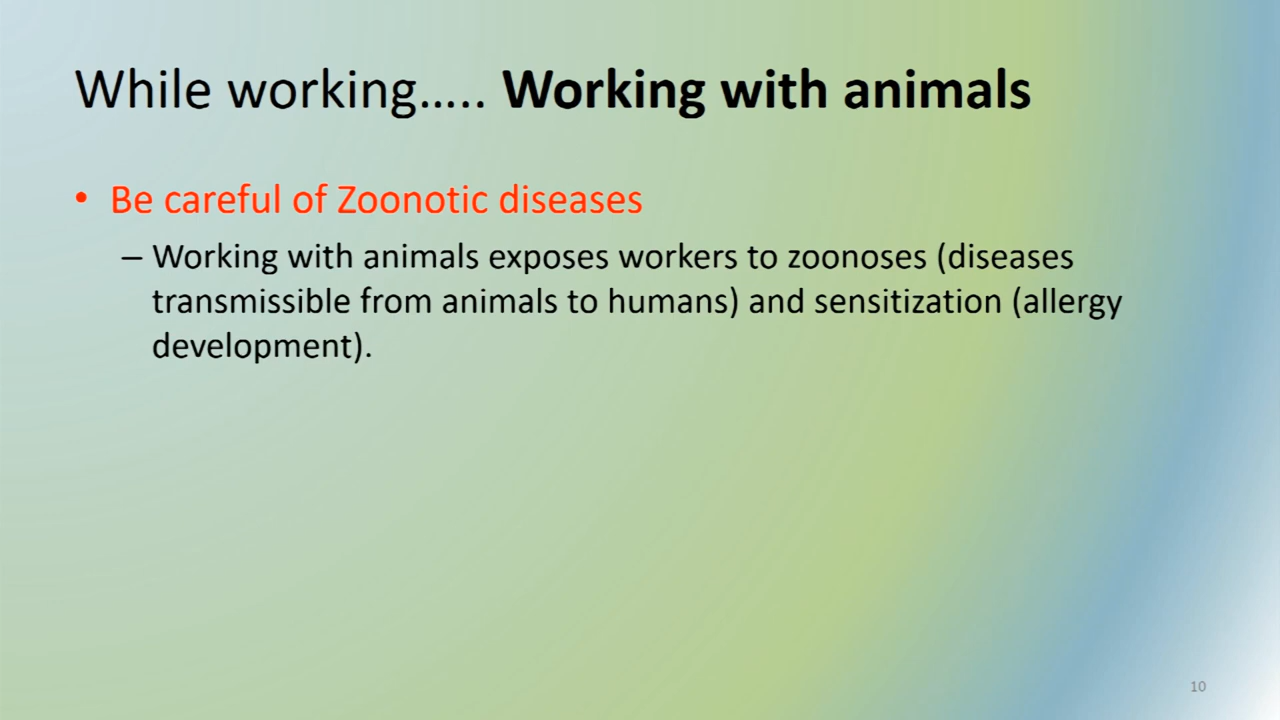 While working….. Working with animals
• Be careful of Zoonotic diseases
– Working with animals exposes workers to zoonoses (diseases
transmissible from animals to humans) and sensitization (allergy
development).
10